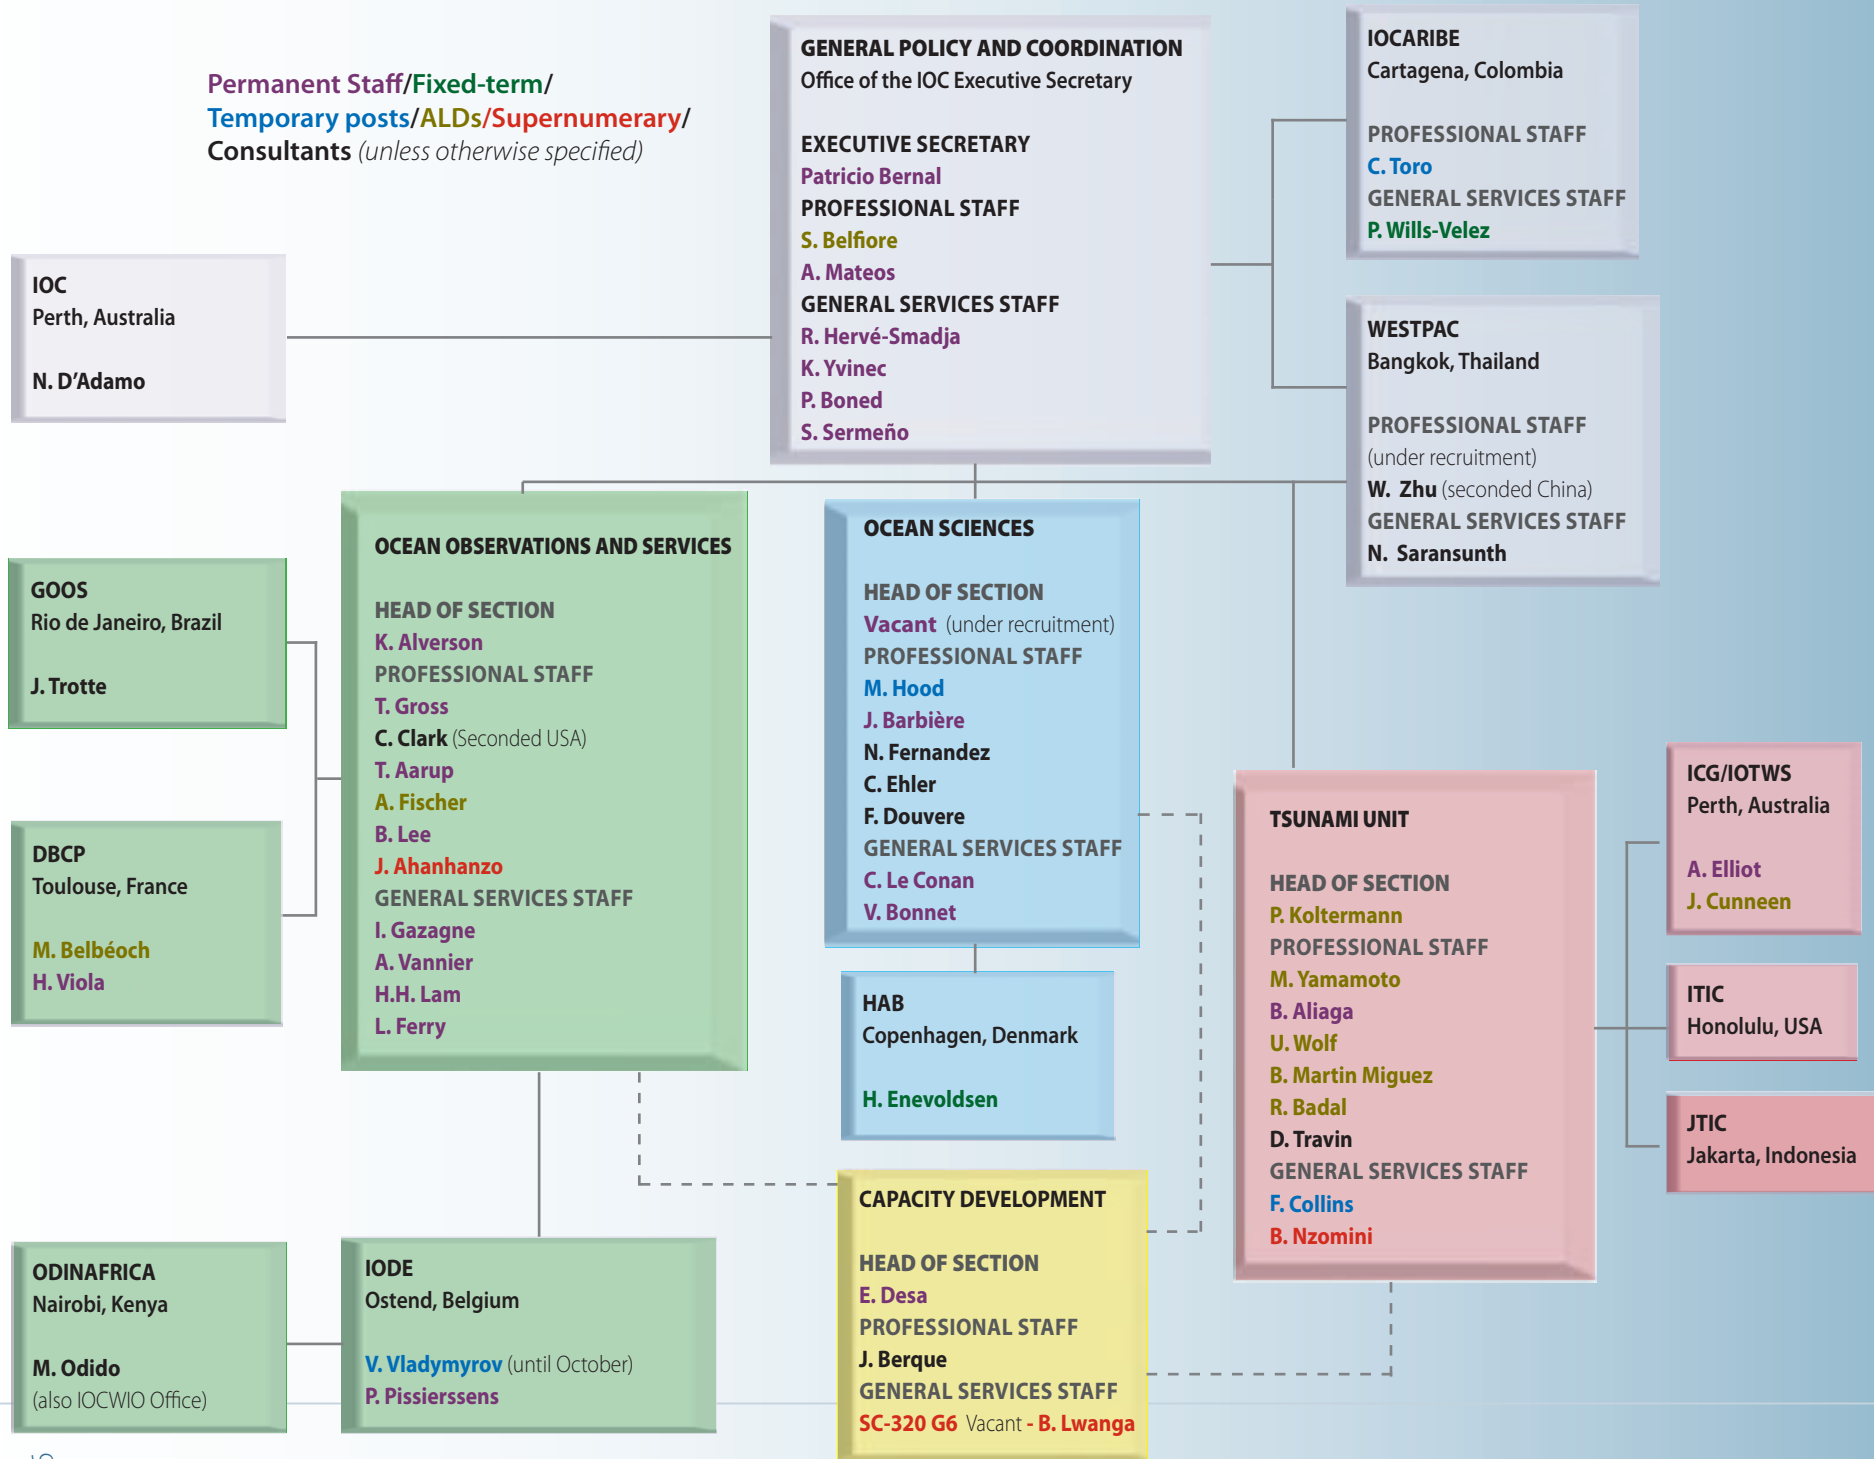 Permanent Staff/Fixed-term/
Temporary posts/ALDs/Supernumerary/
Consultants (unless otherwise specified)
GENERAL POLICY AND COORDINATION
Office of the IOC Executive Secretary
EXECUTIVE SECRETARY
Patricio Bernal
PROFESSIONAL STAFF
S. Belfiore
A. Mateos
GENERAL SERVICES STAFF
R. Hervé-Smadja
K. Yvinec
P. Boned
S. Sermeño
IOCARIBE
Cartagena, Colombia
PROFESSIONAL STAFF
C. Toro
GENERAL SERVICES STAFF
P. Wills-Velez
IOC
Perth, Australia
N. D'Adamo
WESTPAC
Bangkok, Thailand
PROFESSIONAL STAFF
(under recruitment)
W. Zhu (seconded China)
GENERAL SERVICES STAFF
N. Saransunth
OCEAN OBSERVATIONS AND SERVICES
HEAD OF SECTION
K. Alverson
PROFESSIONAL STAFF
T. Gross
C. Clark (Seconded USA)
T. Aarup
A. Fischer
B. Lee
J. Ahanhanzo
GENERAL SERVICES STAFF
I. Gazagne
A. Vannier
H.H. Lam
L. Ferry
OCEAN SCIENCES
HEAD OF SECTION
Vacant (under recruitment)
PROFESSIONAL STAFF
M. Hood
J. Barbière
N. Fernandez
C. Ehler
F. Douvere
GENERAL SERVICES STAFF
C. Le Conan
V. Bonnet
GOOS
Rio de Janeiro, Brazil
J. Trotte
DBCP
Toulouse, France
M. Belbéoch
H. Viola
TSUNAMI UNIT
HEAD OF SECTION
P. Koltermann
PROFESSIONAL STAFF
M. Yamamoto
B. Aliaga
U. Wolf
B. Martin Miguez
R. Badal
D. Travin
GENERAL SERVICES STAFF
F. Collins
B. Nzomini
ICG/IOTWS
Perth, Australia
A. Elliot
J. Cunneen
ITIC
Honolulu, USA
JTIC
Jakarta, Indonesia
HAB
Copenhagen, Denmark
H. Enevoldsen
CAPACITY DEVELOPMENT
HEAD OF SECTION
E. Desa
PROFESSIONAL STAFF
J. Berque
GENERAL SERVICES STAFF
SC-320 G6 Vacant - B. Lwanga
ODINAFRICA
Nairobi, Kenya
M. Odido
(also IOCWIO Office)
IODE
Ostend, Belgium
V. Vladymyrov (until October)
P. Pissierssens